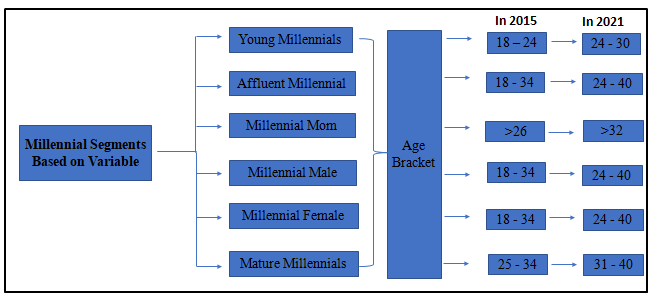 In 2015 In 2021
Young Millennials 18 – 24 24 - 30
Affluent Millennial 18 - 34 24 - 40
Millennial Mom >26 >32
Millennial Segments
Based on Variable
Age
Bracket
Millennial Male 18 - 34 24 - 40
Millennial Female 18 - 34 24 - 40
Mature Millennials 25 - 34 31 - 40